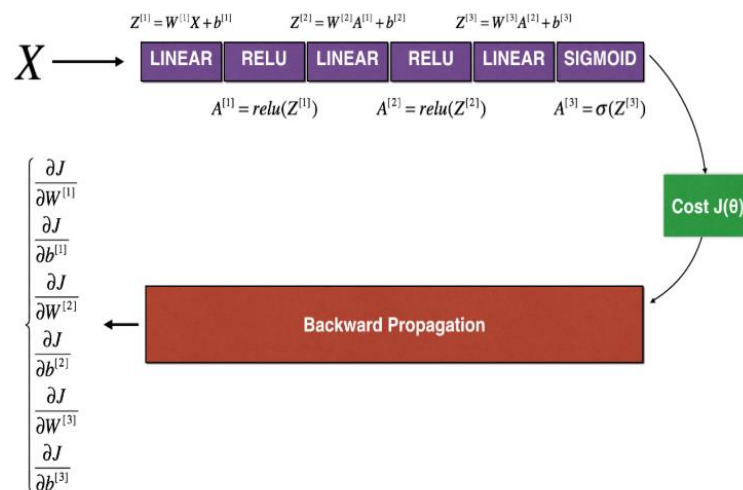 Z^{[1]} = W^{[1]}X + b^{[1]} Z^{[2]} = W^{[2]}A^{[1]} + b^{[2]} Z^{[3]} = W^{[3]}A^{[2]} + b^{[3]}
X LINEAR RELU LINEAR RELU LINEAR SIGMOID
A^{[1]} = relu(Z^{[1]}) A^{[2]} = relu(Z^{[2]}) A^{[3]} = σ(Z^{[3]})
Cost J(θ)
Backward Propagation
∂J/∂W^{[1]}
∂J/∂b^{[1]}
∂J/∂W^{[2]}
∂J/∂b^{[2]}
∂J/∂W^{[3]}
∂J/∂b^{[3]}